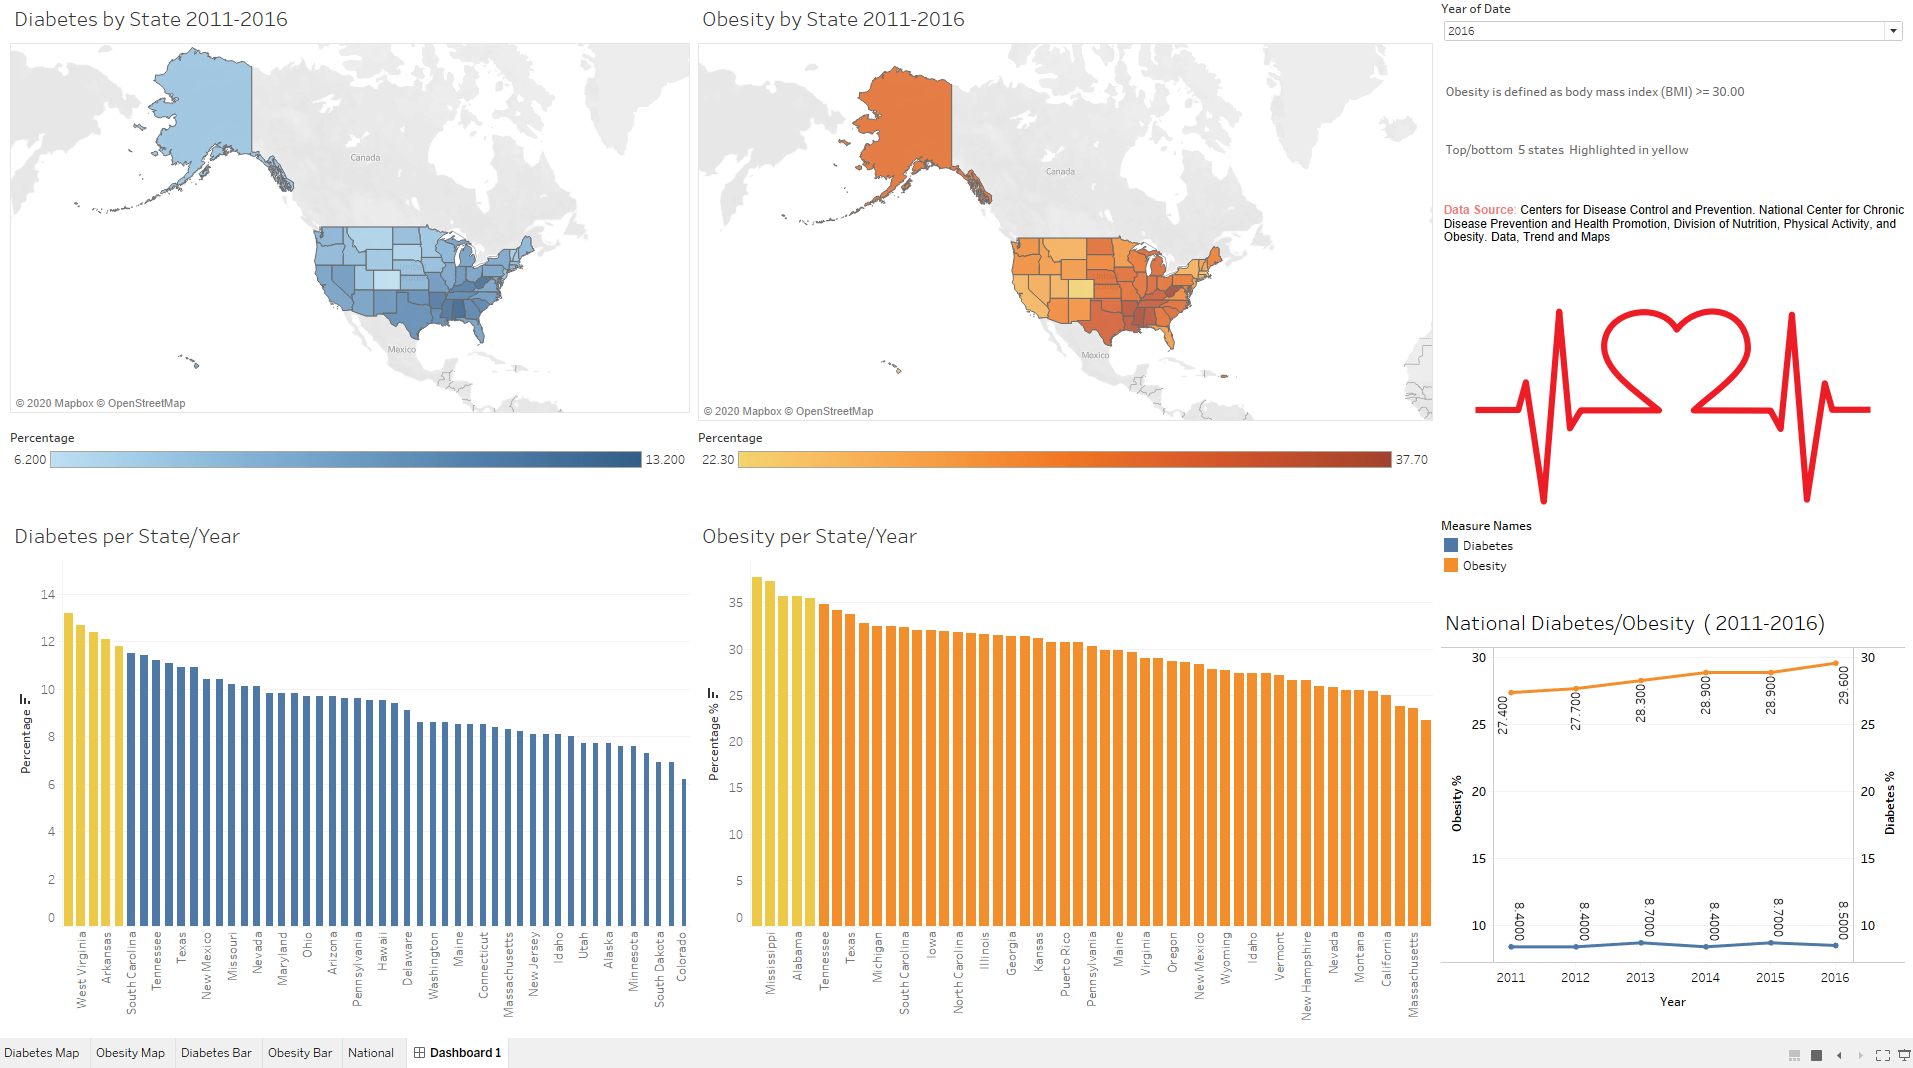 Diabetes by State 2011-2016
Canada
Mexico
© 2020 Mapbox © OpenStreetMap
Percentage
6.200
13.200
Obesity by State 2011-2016
Canada
Mexico
© 2020 Mapbox © OpenStreetMap
Percentage
22.30
37.70
Year of Date
2016
Obesity is defined as body mass index (BMI) >= 30.00
Top/bottom 5 states Highlighted in yellow
Data Source: Centers for Disease Control and Prevention. National Center for Chronic
Disease Prevention and Health Promotion, Division of Nutrition, Physical Activity, and
Obesity. Data, Trend and Maps
Diabetes per State/Year
Percentage
14
12
10
8
6
4
2
0
West Virginia
Arkansas
South Carolina
Tennessee
Texas
New Mexico
Missouri
Nevada
Maryland
Ohio
Arizona
Pennsylvania
Hawaii
Delaware
Washington
Maine
Connecticut
Massachusetts
New Jersey
Idaho
Utah
Alaska
Minnesota
South Dakota
Colorado
Obesity per State/Year
Percentage %
35
30
25
20
15
10
5
0
Mississippi
Alabama
Tennessee
Texas
Michigan
South Carolina
Iowa
North Carolina
Illinois
Georgia
Kansas
Puerto Rico
Pennsylvania
Maine
Virginia
Oregon
New Mexico
Wyoming
Idaho
Vermont
New Hampshire
Nevada
Montana
California
Massachusetts
Measure Names
Diabetes
Obesity
National Diabetes/Obesity ( 2011-2016)
Obesity %
30
25
20
15
10
27.400
27.700
28.300
28.900
28.900
29.600
8.4000
8.4000
8.7000
8.4000
8.7000
8.5000
30
25
20
15
10
Diabetes %
2011
2012
2013
2014
2015
2016
Year
Diabetes Map
Obesity Map
Diabetes Bar
Obesity Bar
National
Dashboard 1